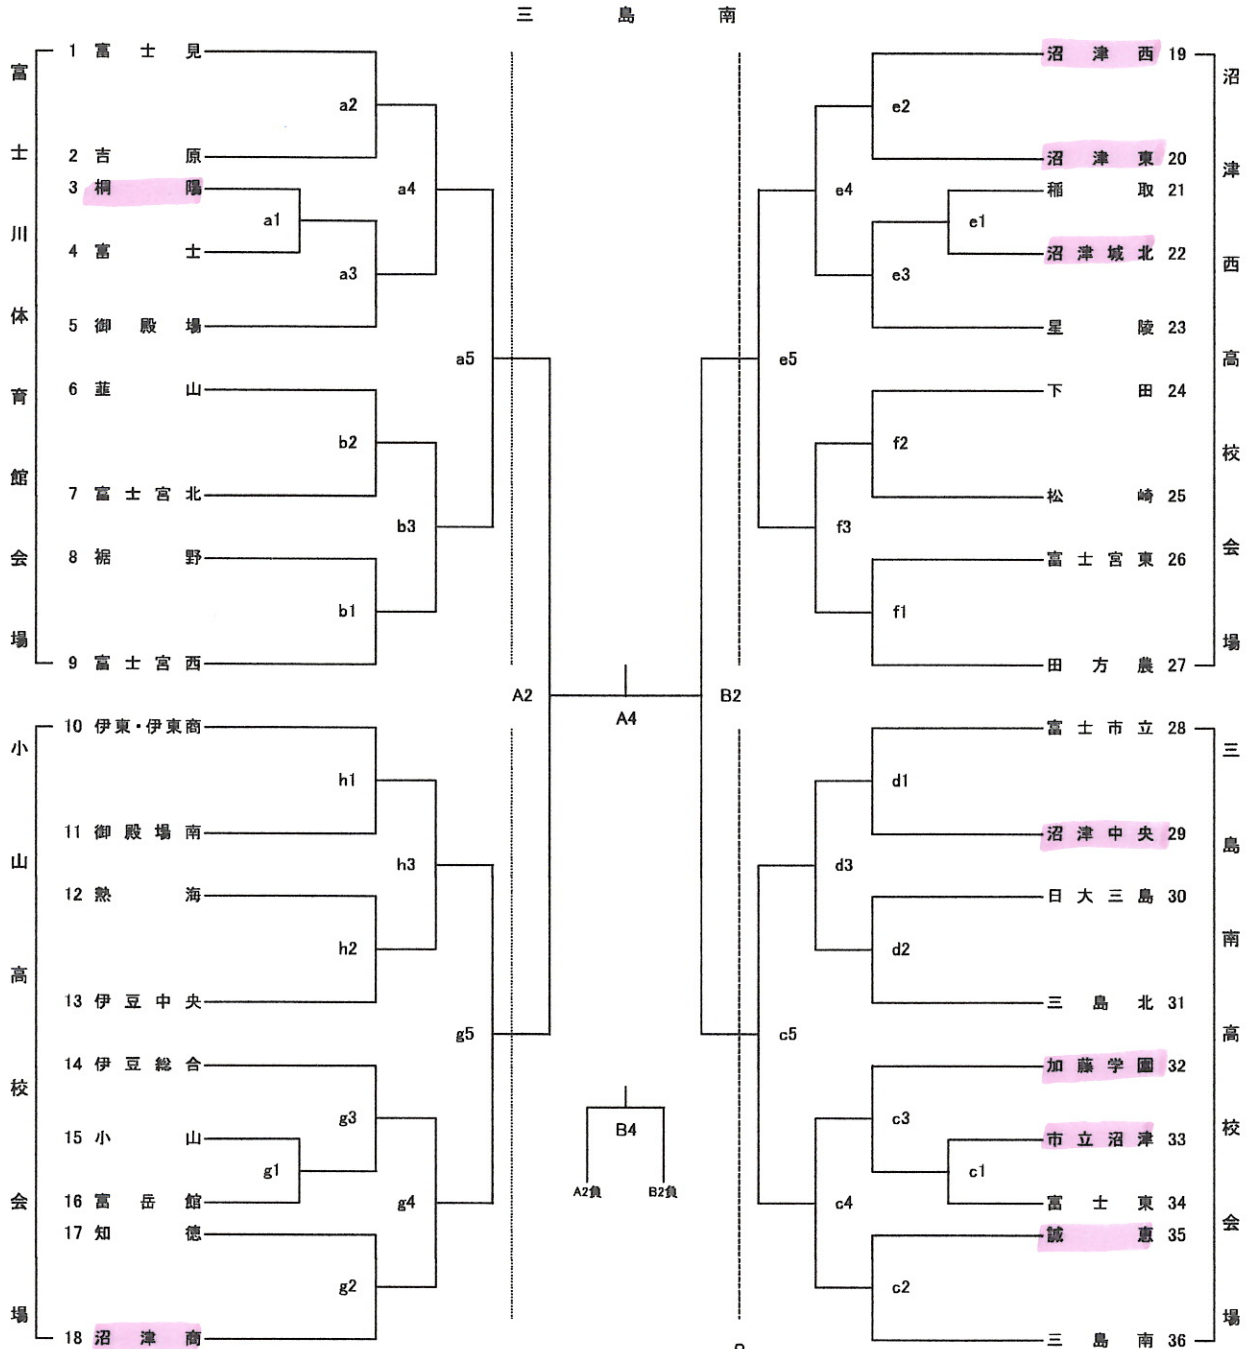 三島南
富士川体育館会場
1 富士見
a2
2 吉原
3 桐陽
a1
4 富士
a3
5 御殿場
a4
6 韮山
b2
7 富士宮北
b3
8 裾野
b1
9 富士宮西
a5
小山高校会場
10 伊東・伊東商
h1
11 御殿場南
h3
12 熱海
h2
13 伊豆中央
g5
14 伊豆総合
g3
15 小山
g1
16 富岳館
g4
17 知徳
g2
18 沼津商
A2
A4
B2
B4
A2負
B2負
沼津西高校会場
沼津西 19
e2
沼津東 20
e4
稲取 21
e1
沼津城北 22
e3
星陵 23
e5
下田 24
f2
松崎 25
f3
富士宮東 26
f1
田方農 27
三島南高校会場
富士市立 28
d1
沼津中央 29
d3
日大三島 30
d2
三島北 31
c5
加藤学園 32
c3
市立沼津 33
c1
富士東 34
c4
誠恵 35
c2
三島南 36